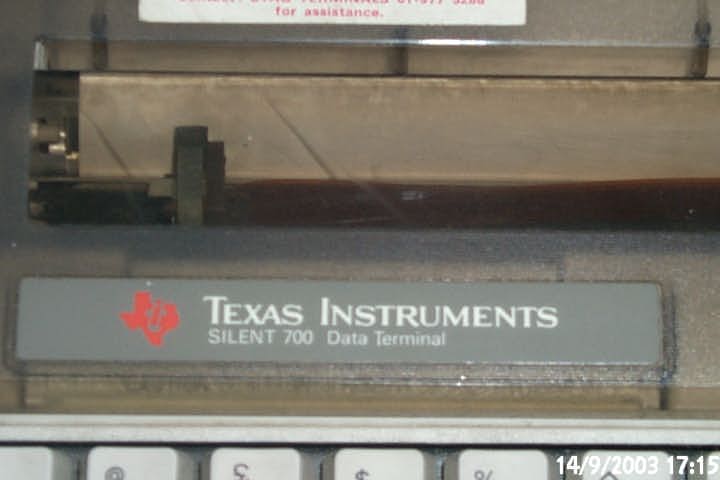 for assistance.
TEXAS INSTRUMENTS
SILENT 700 Data Terminal
@ £ $ %
14/9/2003 17:15